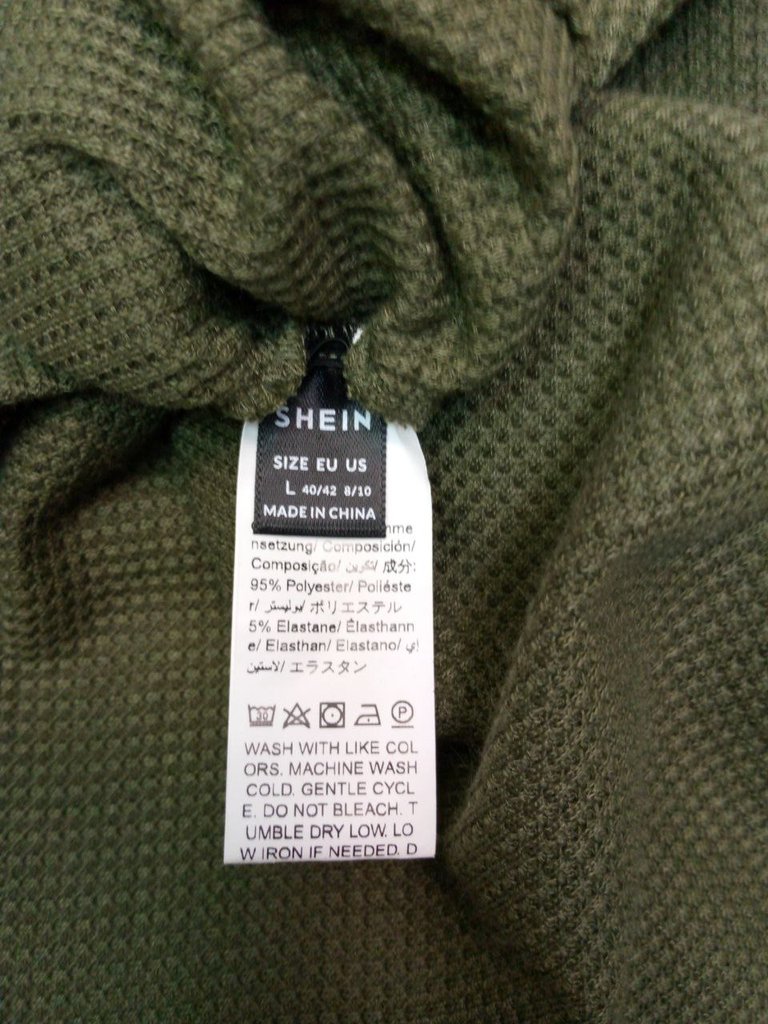 SHEIN
SIZE EU US
L 40/42 8/10
MADE IN CHINA
nsetzung/ Composición/
Composição/ تكوين/ 成分:
95% Polyester/ Poliéste
r/ بوليستر/ ポリエステル
5% Elastane/ Élasthann
e/ Elasthan/ Elastano/ إي
لاستين/ エラスタン
30
P
WASH WITH LIKE COL
ORS. MACHINE WASH
COLD. GENTLE CYCL
E. DO NOT BLEACH. T
UMBLE DRY LOW. LO
W IRON IF NEEDED. D